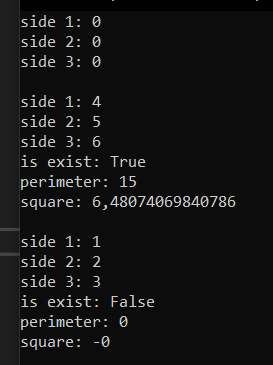 side 1: 0
side 2: 0
side 3: 0
side 1: 4
side 2: 5
side 3: 6
is exist: True
perimeter: 15
square: 6,48074069840786
side 1: 1
side 2: 2
side 3: 3
is exist: False
perimeter: 0
square: -0